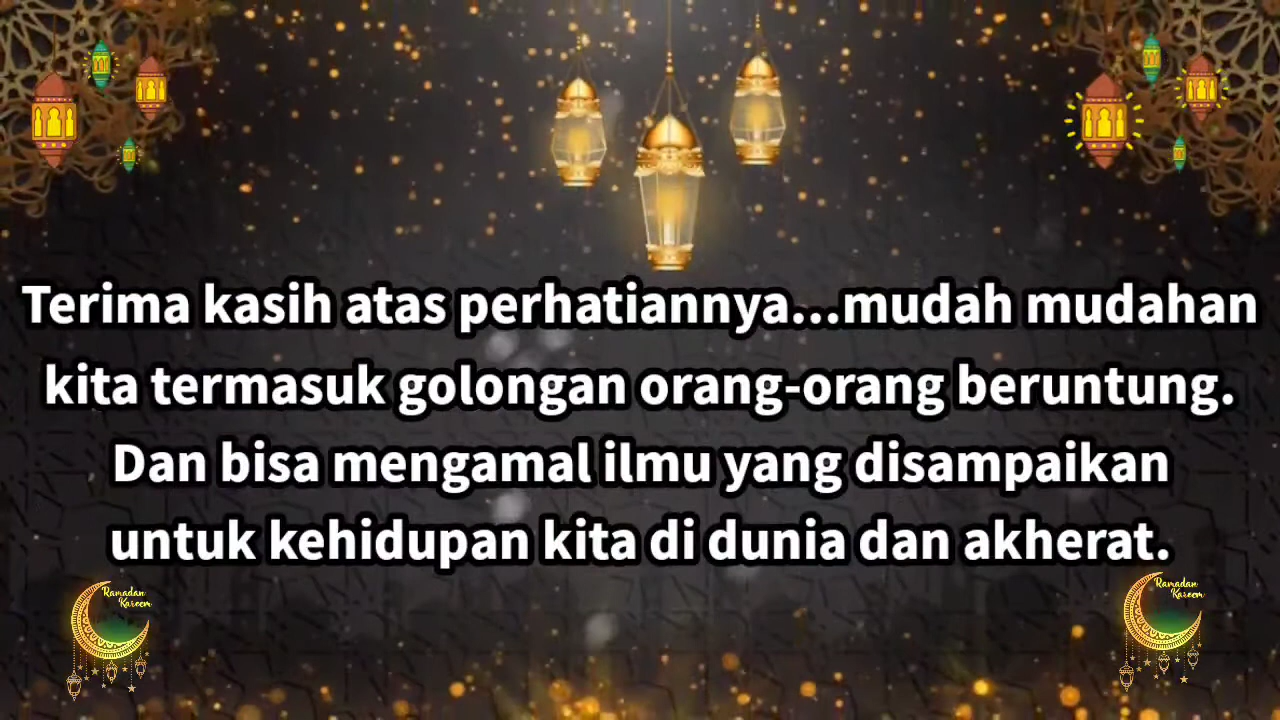 Terima kasih atas perhatiannya...mudah mudahan
kita termasuk golongan orang-orang beruntung.
Dan bisa mengamal ilmu yang disampaikan
untuk kehidupan kita di dunia dan akherat.
Ramadan
Kareem
Ramadan
Kareem